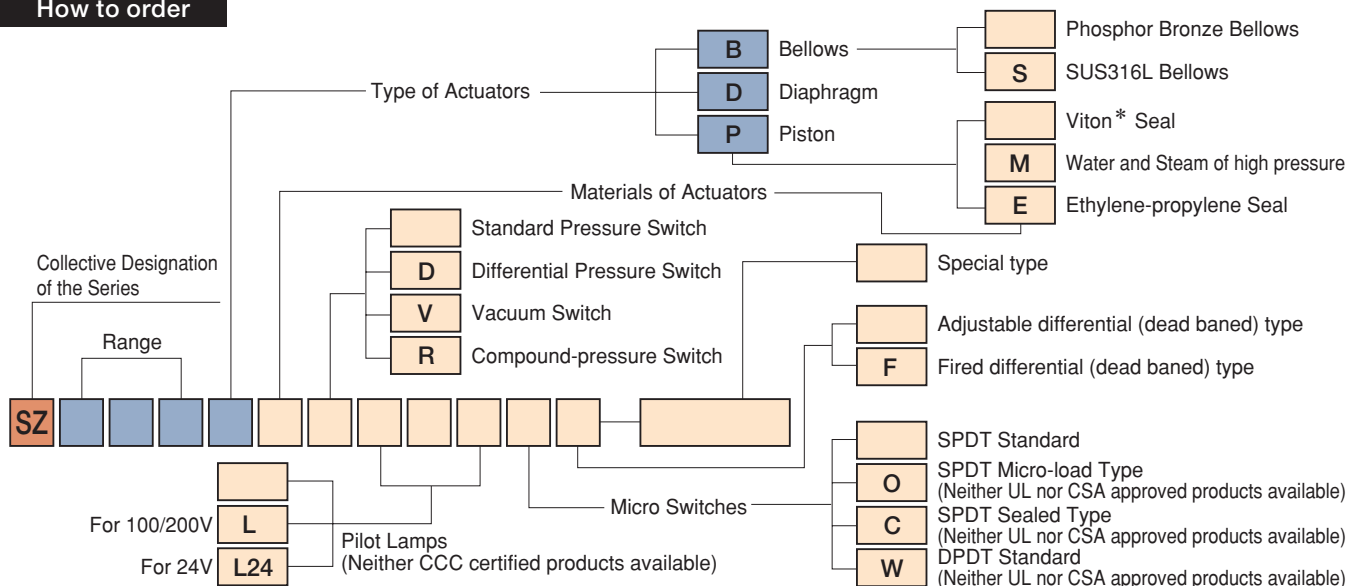 How to order
Type of Actuators
B Bellows
D Diaphragm
P Piston
Phosphor Bronze Bellows
S SUS316L Bellows
Viton* Seal
M Water and Steam of high pressure
E Ethylene-propylene Seal
Materials of Actuators
Standard Pressure Switch
D Differential Pressure Switch
V Vacuum Switch
R Compound-pressure Switch
Special type
Adjustable differential (dead baned) type
F Fired differential (dead baned) type
Collective Designation
of the Series
Range
SZ
SPDT Standard
O SPDT Micro-load Type
(Neither UL nor CSA approved products available)
C SPDT Sealed Type
(Neither UL nor CSA approved products available)
W DPDT Standard
(Neither UL nor CSA approved products available)
Micro Switches
For 100/200V L
For 24V L24
Pilot Lamps
(Neither CCC certified products available)